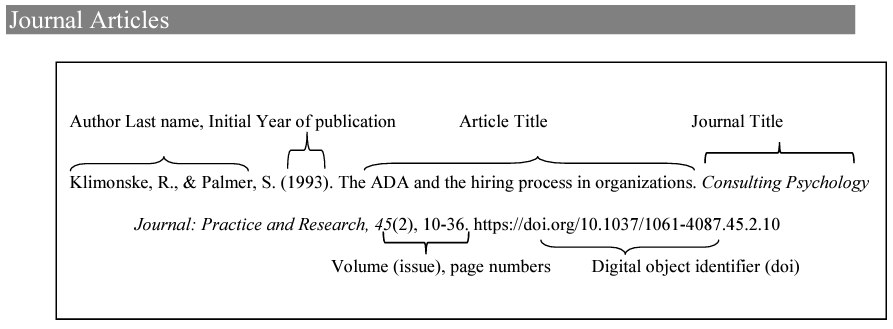 Journal Articles
Author Last name, Initial Year of publication Article Title Journal Title
Klimonske, R., & Palmer, S. (1993). The ADA and the hiring process in organizations. Consulting Psychology
Journal: Practice and Research, 45(2), 10-36. https://doi.org/10.1037/1061-4087.45.2.10
Volume (issue), page numbers Digital object identifier (doi)